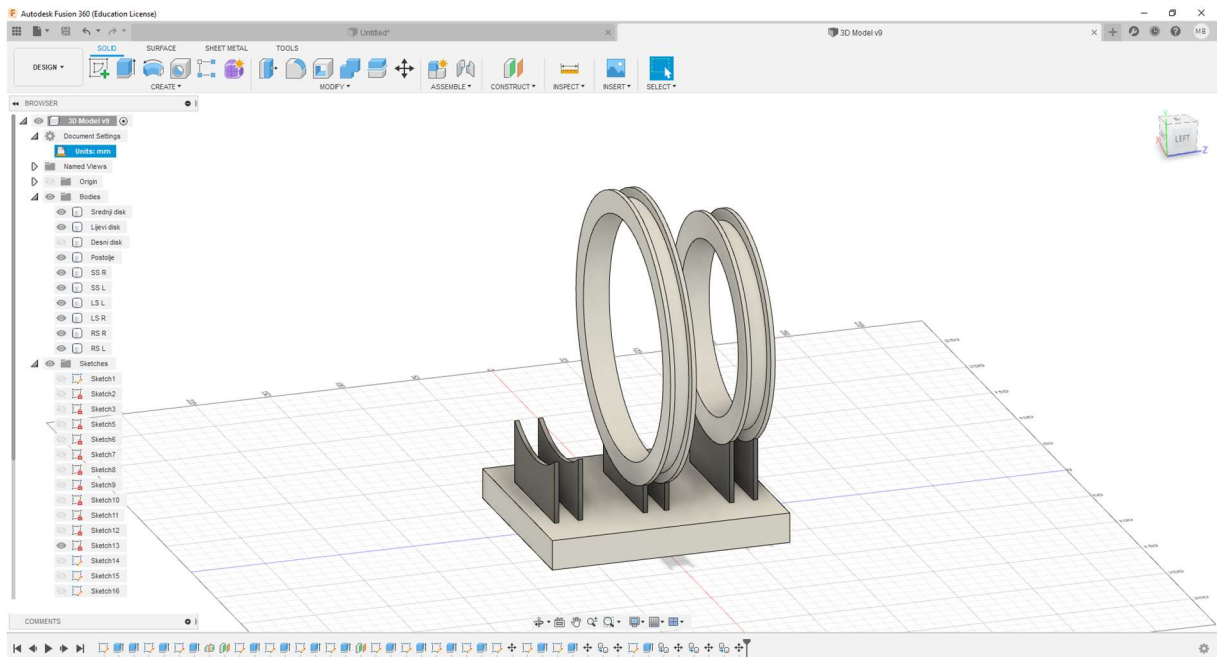 Autodesk Fusion 360 (Education License)
Untitled*
3D Model v9
MB
SOLID SURFACE SHEET METAL TOOLS
DESIGN
CREATE MODIFY ASSEMBLE CONSTRUCT INSPECT INSERT SELECT
BROWSER
3D Model v9
Document Settings
Units: mm
Named Views
Origin
Bodies
Srednji disk
Lijevi disk
Desni disk
Postolje
SS R
SS L
LS L
LS R
RS R
RS L
Sketches
Sketch1
Sketch2
Sketch3
Sketch5
Sketch6
Sketch7
Sketch8
Sketch9
Sketch10
Sketch11
Sketch12
Sketch13
Sketch14
Sketch15
Sketch16
LEFT
X
Y
Z
COMMENTS